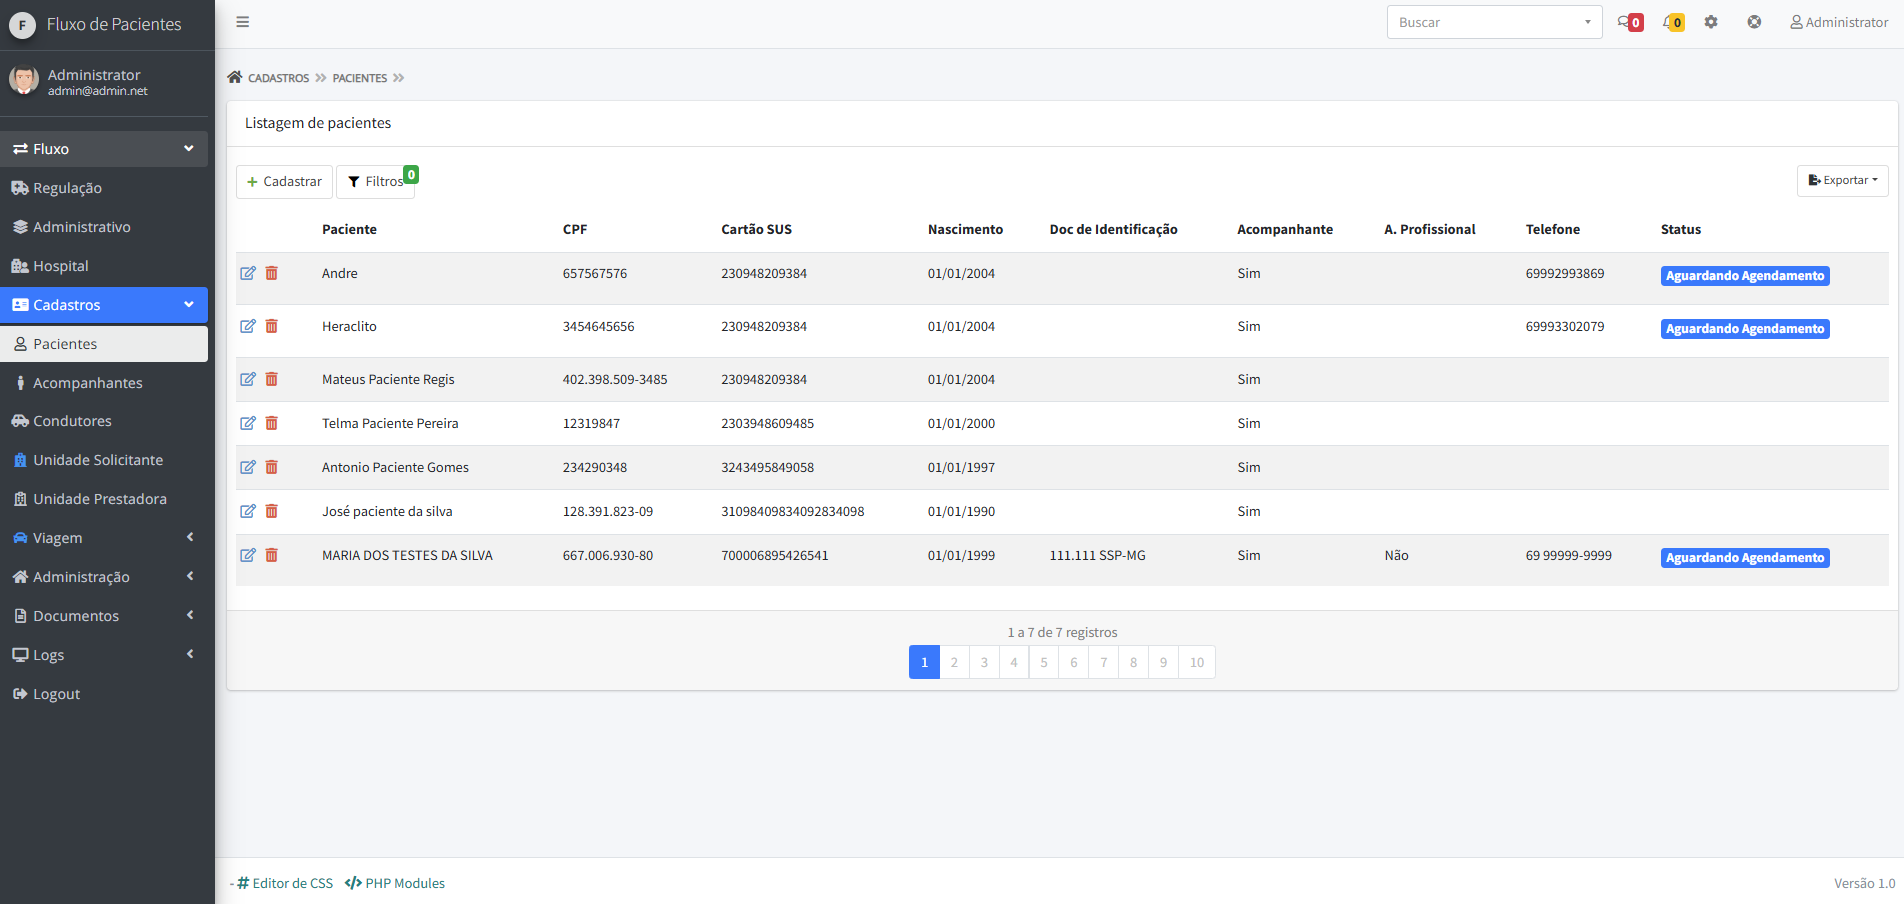 F Fluxo de Pacientes
Administrator
admin@admin.net
Fluxo
Regulação
Administrativo
Hospital
Cadastros
Pacientes
Acompanhantes
Condutores
Unidade Solicitante
Unidade Prestadora
Viagem
Administração
Documentos
Logs
Logout
Buscar 0 0 Administrator
CADASTROS PACIENTES
Listagem de pacientes
+ Cadastrar Filtros 0 Exportar
Paciente CPF Cartão SUS Nascimento Doc de Identificação Acompanhante A. Profissional Telefone Status
Andre 657567576 230948209384 01/01/2004 Sim 69992993869 Aguardando Agendamento
Heraclito 3454645656 230948209384 01/01/2004 Sim 69993302079 Aguardando Agendamento
Mateus Paciente Regis 402.398.509-3485 230948209384 01/01/2004 Sim
Telma Paciente Pereira 12319847 2303948609485 01/01/2000 Sim
Antonio Paciente Gomes 234290348 3243495849058 01/01/1997 Sim
José paciente da silva 128.391.823-09 31098409834092834098 01/01/1990 Sim
MARIA DOS TESTES DA SILVA 667.006.930-80 700006895426541 01/01/1999 111.111 SSP-MG Sim Não 69 99999-9999 Aguardando Agendamento
1 a 7 de 7 registros
1 2 3 4 5 6 7 8 9 10
- # Editor de CSS </> PHP Modules Versão 1.0